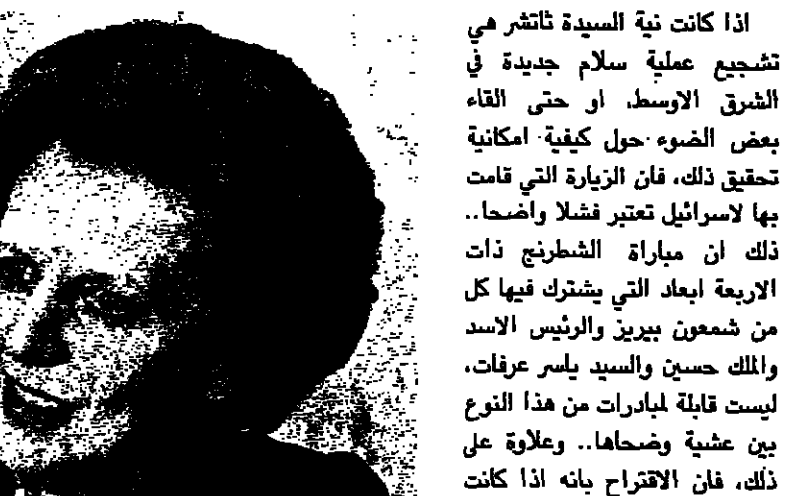 اذا كانت نية السيدة ثاتشر هي
تشجيع عملية سلام جديدة في
الشرق الاوسط، او حتى القاء
بعض الضوء حول كيفية امكانية
تحقيق ذلك، فان الزيارة التي قامت
بها لاسرائيل تعتبر فشلا واضحا..
ذلك ان مباراة الشطرنج ذات
الاربعة ابعاد التي يشترك فيها كل
من شمعون بيريز والرئيس الاسد
والملك حسين والسيد ياسر عرفات،
ليست قابلة لمبادرات من هذا النوع
بين عشية وضحاها.. وعلاوة على
ذلك، فان الاقتراح بانه اذا كانت